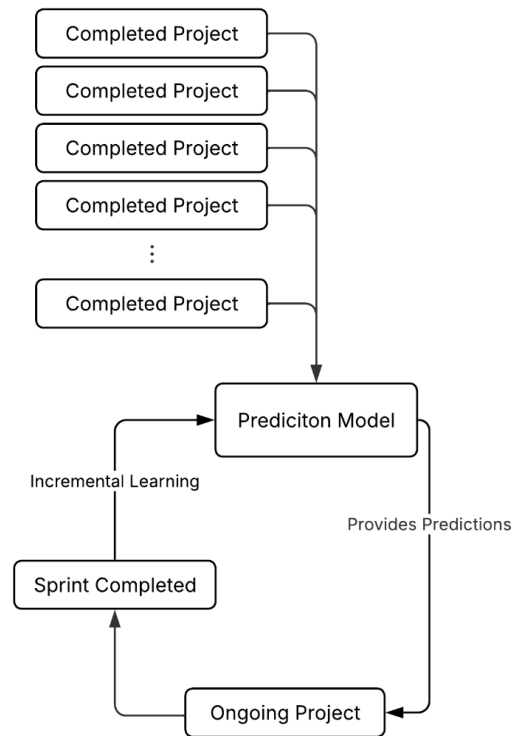 Completed Project
Completed Project
Completed Project
Completed Project
Completed Project
Prediciton Model
Incremental Learning
Provides Predictions
Sprint Completed
Ongoing Project